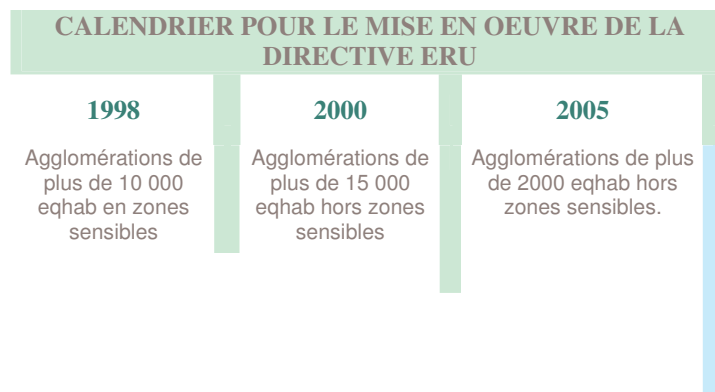 CALENDRIER POUR LE MISE EN OEUVRE DE LA
DIRECTIVE ERU
1998
Agglomérations de
plus de 10 000
eqhab en zones
sensibles
2000
Agglomérations de
plus de 15 000
eqhab hors zones
sensibles
2005
Agglomérations de plus
de 2000 eqhab hors
zones sensibles.